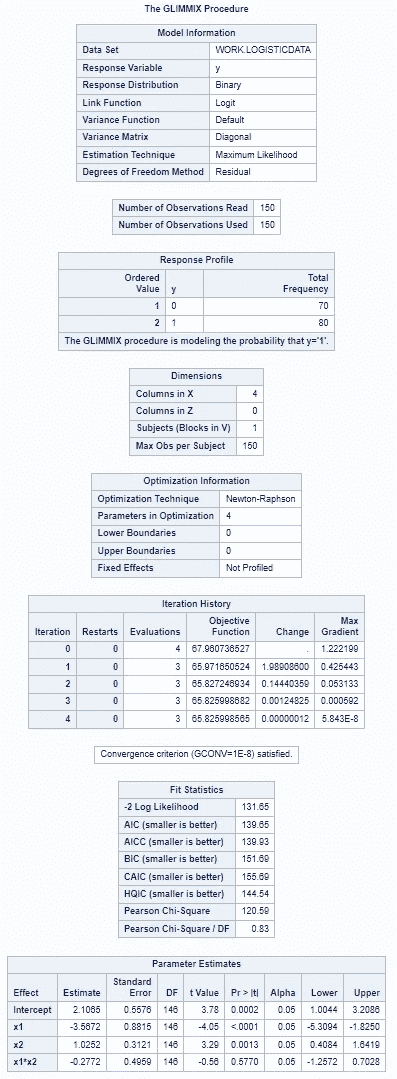 The GLIMMIX Procedure
Model Information
Data Set WORK.LOGISTICDATA
Response Variable y
Response Distribution Binary
Link Function Logit
Variance Function Default
Variance Matrix Diagonal
Estimation Technique Maximum Likelihood
Degrees of Freedom Method Residual
Number of Observations Read 150
Number of Observations Used 150
Response Profile
Ordered Value y Total Frequency
1 0 70
2 1 80
The GLIMMIX procedure is modeling the probability that y='1'.
Dimensions
Columns in X 4
Columns in Z 0
Subjects (Blocks in V) 1
Max Obs per Subject 150
Optimization Information
Optimization Technique Newton-Raphson
Parameters in Optimization 4
Lower Boundaries 0
Upper Boundaries 0
Fixed Effects Not Profiled
Iteration History
Iteration Restarts Evaluations Objective Function Change Max Gradient
0 0 4 67.960736527 . 1.222199
1 0 3 65.971650524 1.98908600 0.425443
2 0 3 65.827246934 0.14440359 0.053133
3 0 3 65.825998682 0.00124825 0.000592
4 0 3 65.825998565 0.00000012 5.843E-8
Convergence criterion (GCONV=1E-8) satisfied.
Fit Statistics
-2 Log Likelihood 131.65
AIC (smaller is better) 139.65
AICC (smaller is better) 139.93
BIC (smaller is better) 151.69
CAIC (smaller is better) 155.69
HQIC (smaller is better) 144.54
Pearson Chi-Square 120.59
Pearson Chi-Square / DF 0.83
Parameter Estimates
Effect Estimate Standard Error DF t Value Pr > |t| Alpha Lower Upper
Intercept 2.1065 0.5576 146 3.78 0.0002 0.05 1.0044 3.2086
x1 -3.5672 0.8815 146 -4.05 <.0001 0.05 -5.3094 -1.8250
x2 1.0252 0.3121 146 3.29 0.0013 0.05 0.4084 1.6419
x1*x2 -0.2772 0.4959 146 -0.56 0.5770 0.05 -1.2572 0.7028